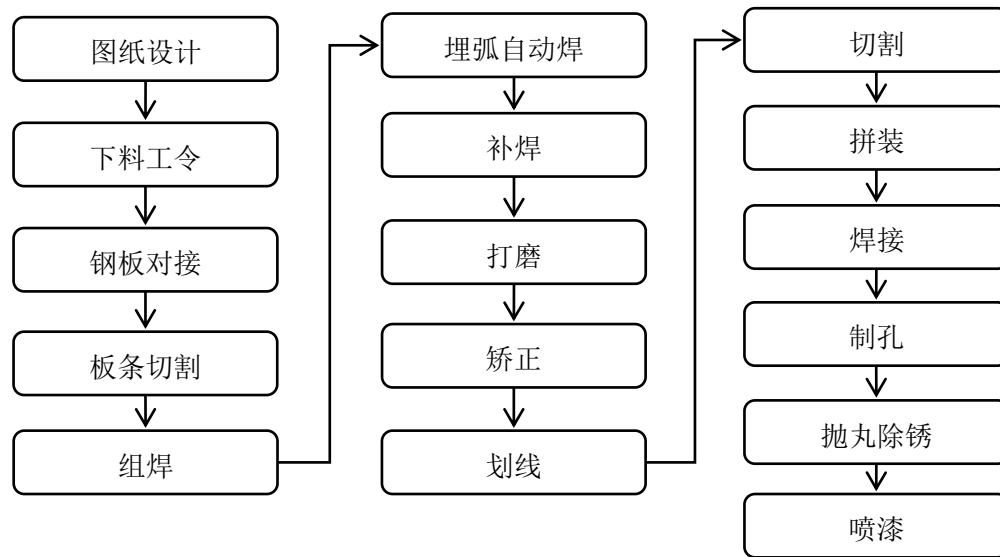 图纸设计
下料工令
钢板对接
板条切割
组焊
埋弧自动焊
补焊
打磨
矫正
划线
切割
拼装
焊接
制孔
抛丸除锈
喷漆